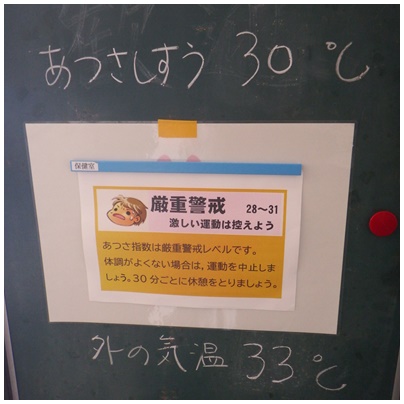 あつさしすう 30℃
保健室
厳重警戒 28～31
激しい運動は控えよう
あつさ指数は厳重警戒レベルです。
体調がよくない場合は、運動を中止しま
しょう。30分ごとに休憩をとりましょう。
外の気温 33℃